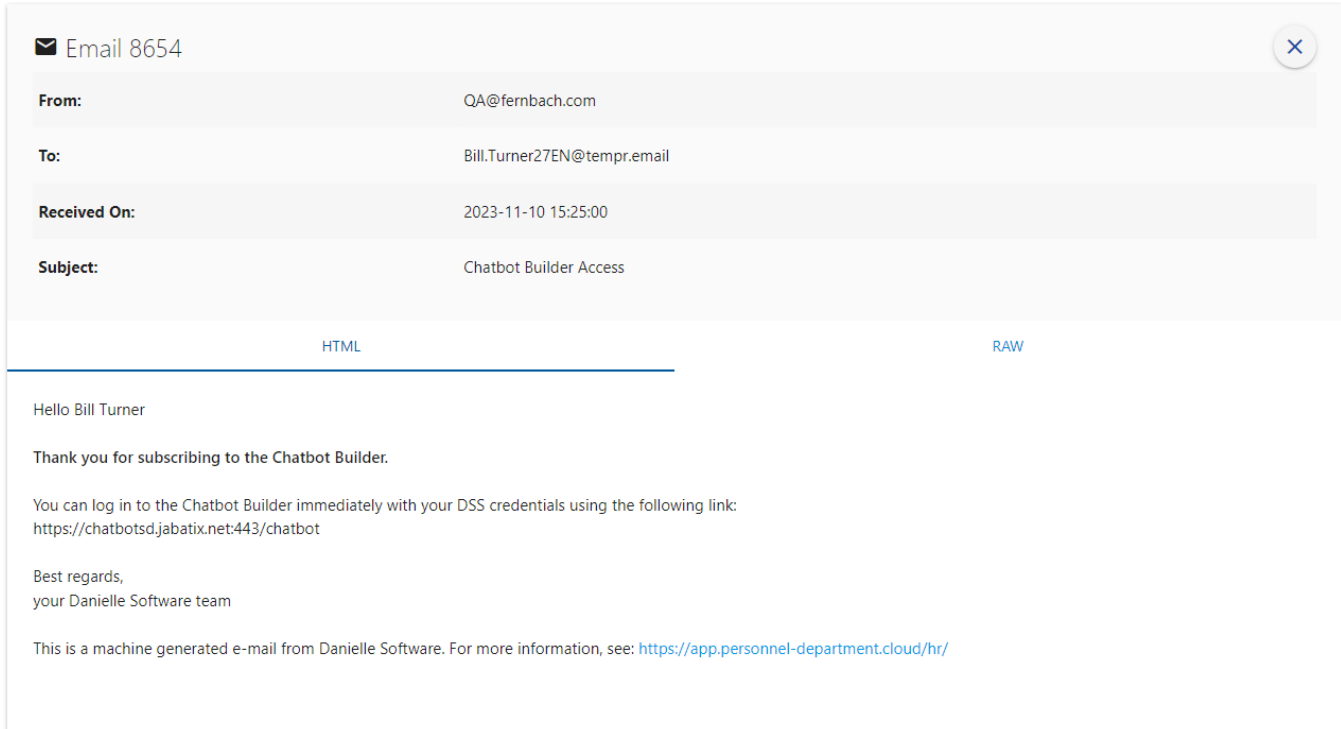 Email 8654
From: QA@fernbach.com
To: Bill.Turner27EN@tempr.email
Received On: 2023-11-10 15:25:00
Subject: Chatbot Builder Access
HTML RAW
Hello Bill Turner
Thank you for subscribing to the Chatbot Builder.
You can log in to the Chatbot Builder immediately with your DSS credentials using the following link:
https://chatbotsd.jabatix.net:443/chatbot
Best regards,
your Danielle Software team
This is a machine generated e-mail from Danielle Software. For more information, see: https://app.personnel-department.cloud/hr/